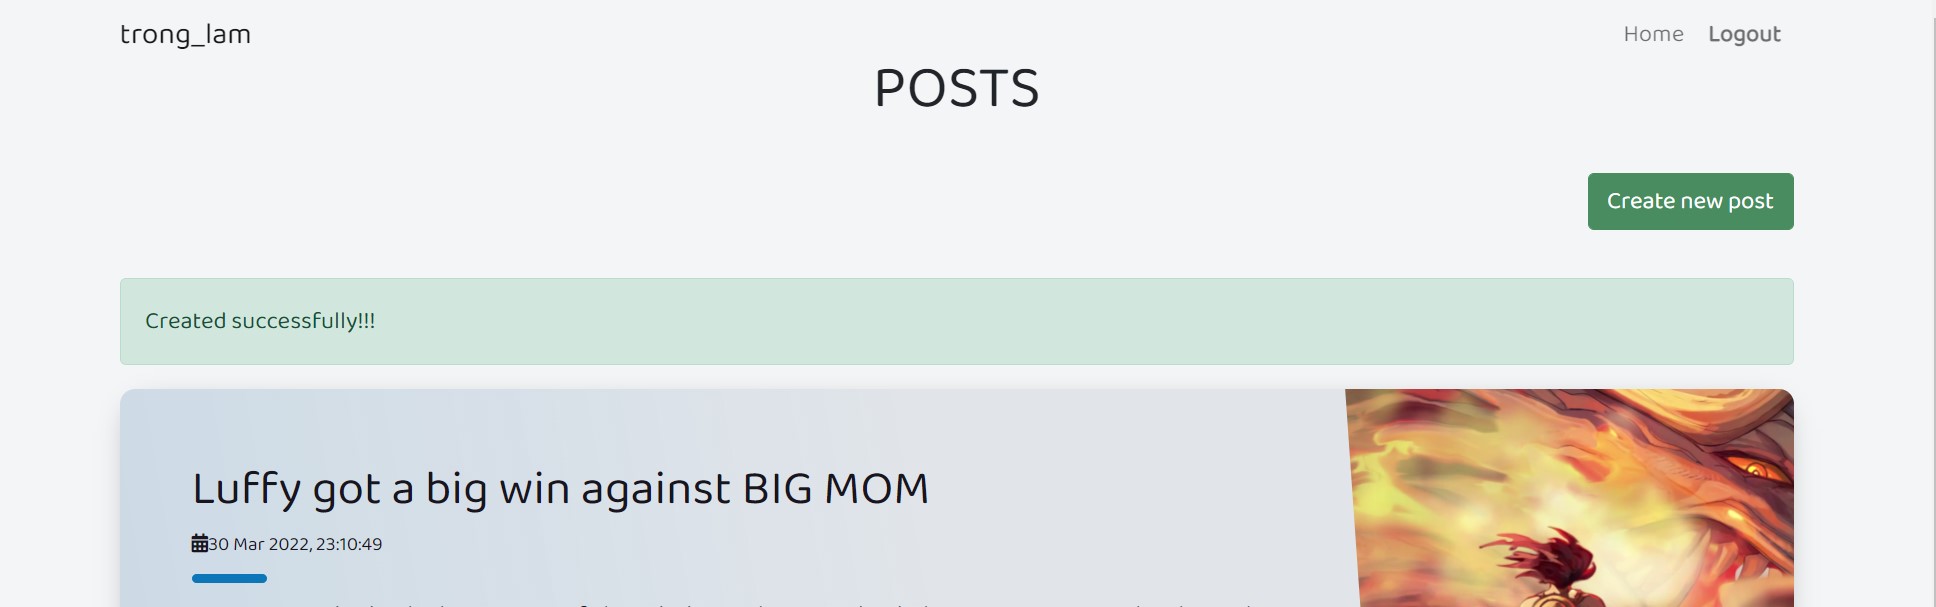 trong_lam
Home Logout
POSTS
Create new post
Created successfully!!!
Luffy got a big win against BIG MOM
30 Mar 2022, 23:10:49